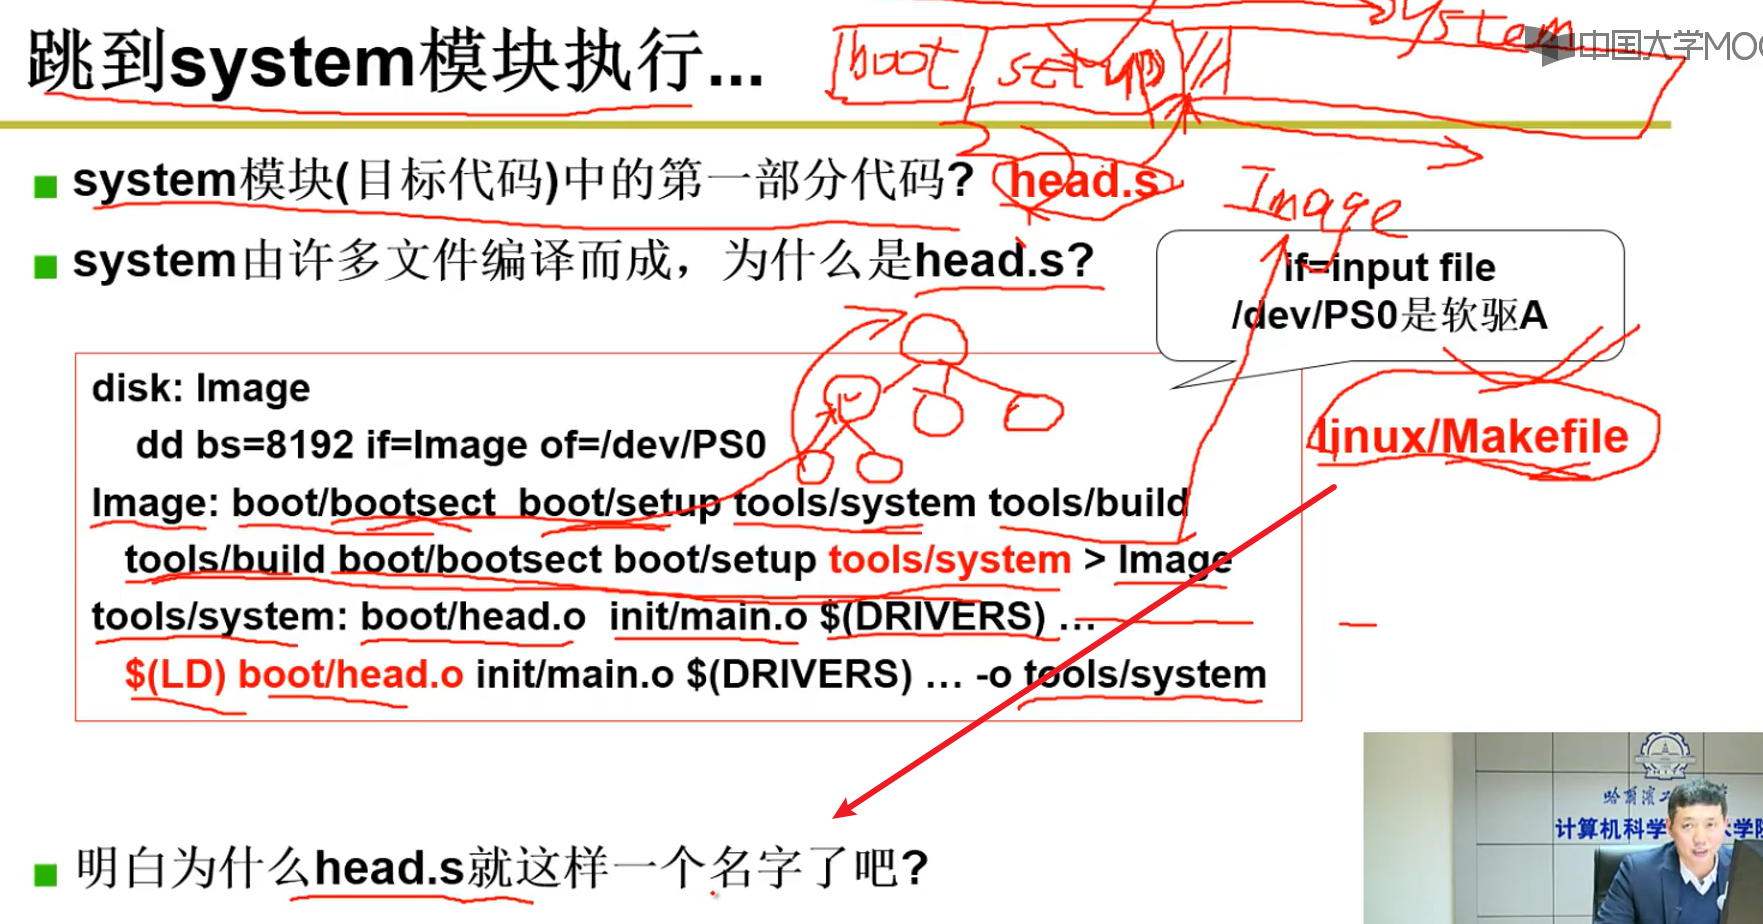 system
boot setup
中国大学MOO
跳到system模块执行...
system模块(目标代码)中的第一部分代码? head.s
Image
system由许多文件编译而成，为什么是head.s?
if=input file
/dev/PS0是软驱A
disk: Image
dd bs=8192 if=Image of=/dev/PS0
linux/Makefile
Image: boot/bootsect boot/setup tools/system tools/build
tools/build boot/bootsect boot/setup tools/system > Image
tools/system: boot/head.o init/main.o $(DRIVERS) ...
$(LD) boot/head.o init/main.o $(DRIVERS) ... -o tools/system
计算机科学 术学院
明白为什么head.s就这样一个名字了吧?